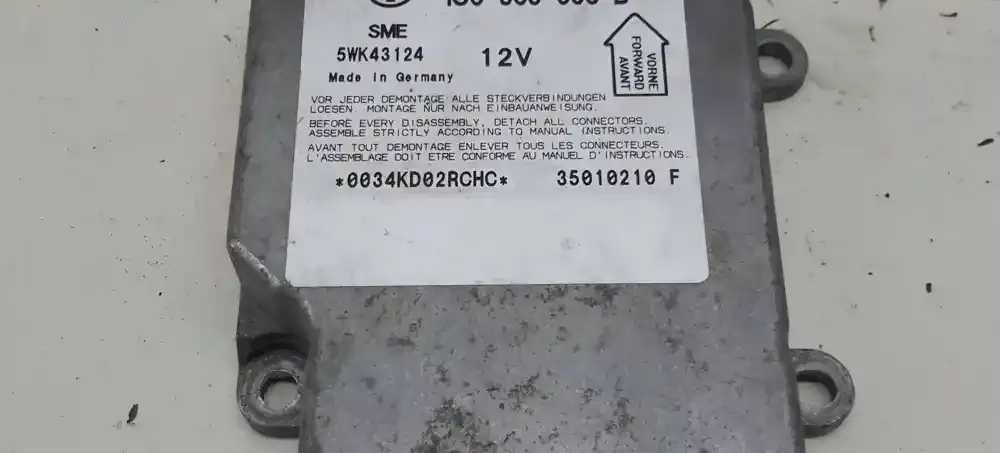 SME
5WK43124 12V
Made in Germany
VORNE
FORWARD
AVANT
VOR JEDER DEMONTAGE ALLE STECKVERBINDUNGEN
LOESEN. MONTAGE NUR NACH EINBAUANWEISUNG.
BEFORE EVERY DISASSEMBLY, DETACH ALL CONNECTORS.
ASSEMBLE STRICTLY ACCORDING TO MANUAL INSTRUCTIONS.
AVANT TOUT DEMONTAGE ENLEVER TOUS LES CONNECTEURS.
L'ASSEMBLAGE DOIT ETRE CONFORME AU MANUEL D'INSTRUCTIONS.
*0034KD02RCHC* 35010210 F